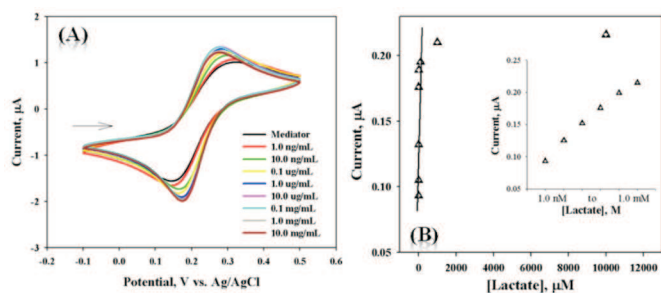 (A)
2
1
0
-1
-2
-3
Current, µA
Mediator
1.0 ng/mL
10.0 ng/mL
0.1 ug/mL
1.0 ug/mL
10.0 ug/mL
0.1 mg/mL
1.0 mg/mL
10.0 mg/mL
-0.2 -0.1 0.0 0.1 0.2 0.3 0.4 0.5 0.6
Potential, V vs. Ag/AgCl
(B)
0.20
0.15
0.10
0.05
Current, µA
0 2000 4000 6000 8000 10000 12000
[Lactate], µM
0.25
0.20
0.15
0.10
0.05
Current, µA
1.0 nM to 1.0 mM
[Lactate], M